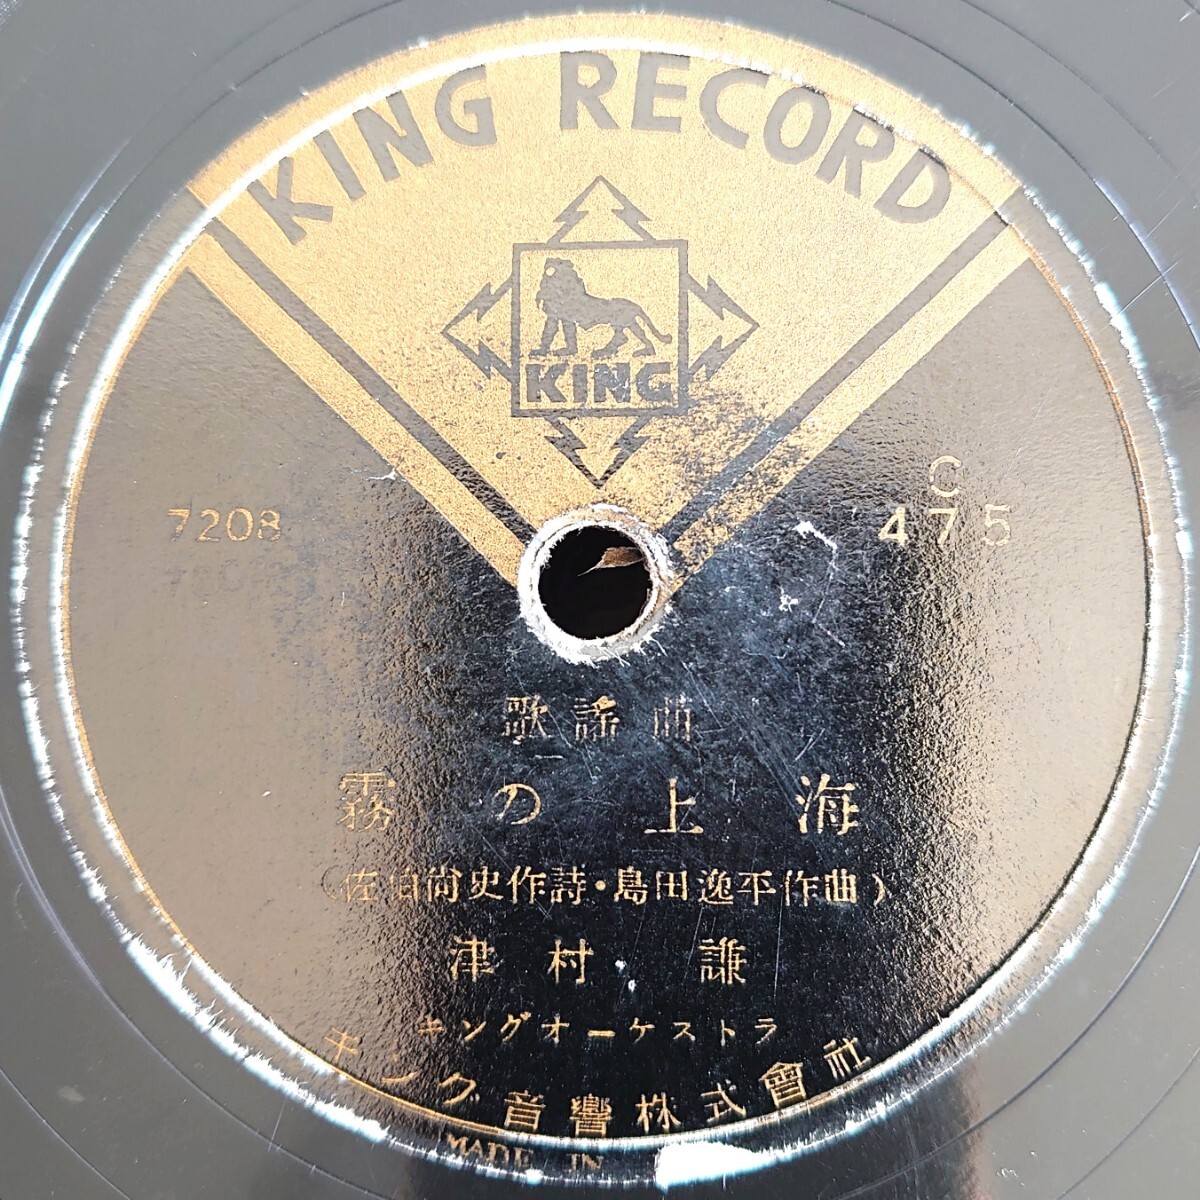 KING RECORD
KING
7208
C
475
歌謡曲
霧の上海
(佐伯尚史作詩・島田逸平作曲)
津村 謙
キングオーケストラ
キング音響株式會社
MADE IN